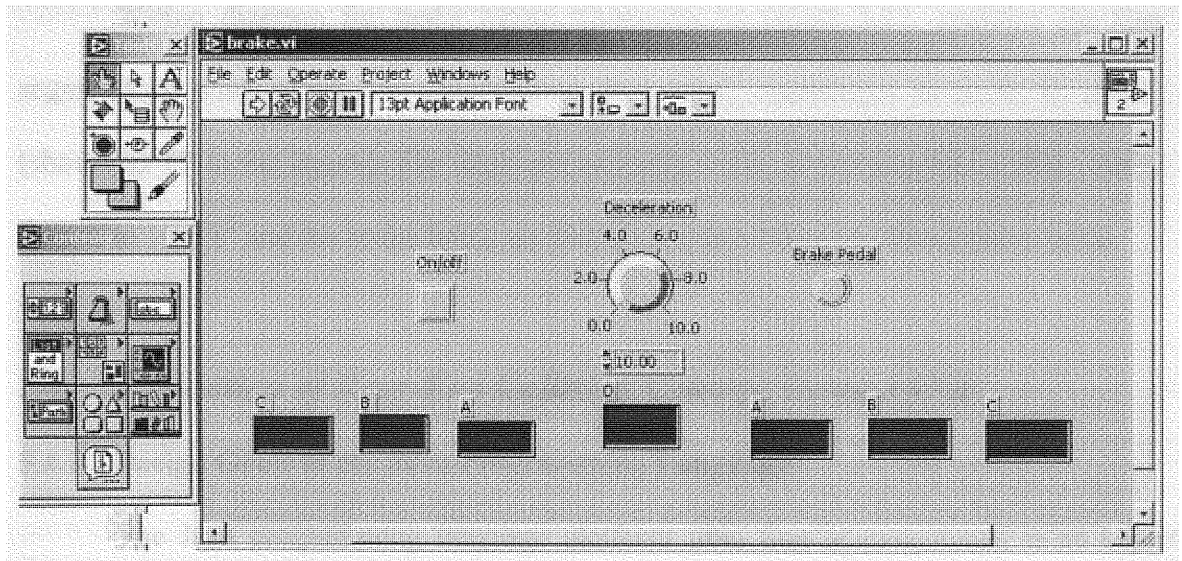 brake.vi
File Edit Operate Project Windows Help
13pt Application Font
2
A
Deceleration
4.0 6.0
On/off
Brake Pedal
2.0 8.0
0.0 10.0
10.00
and
Ring
C B A D A B C